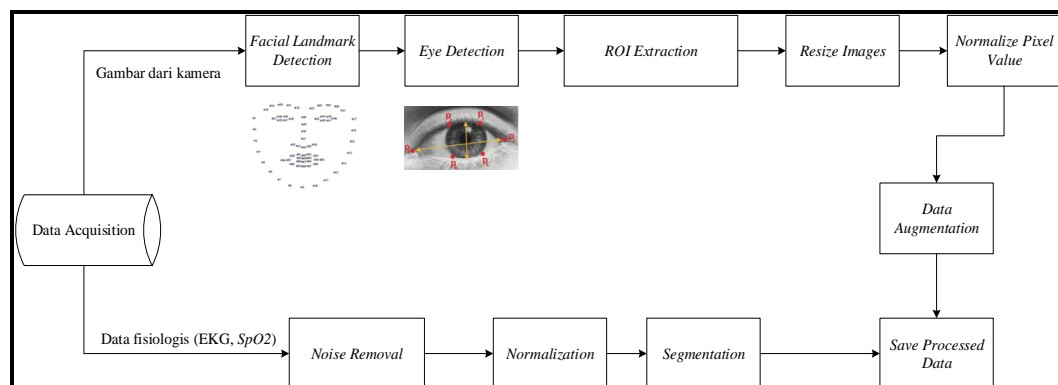 Facial Landmark
Detection
Eye Detection
ROI Extraction
Resize Images
Normalize Pixel
Value
Gambar dari kamera
Data Acquisition
Data
Augmentation
Data fisiologis (EKG, SpO2)
Noise Removal
Normalization
Segmentation
Save Processed
Data